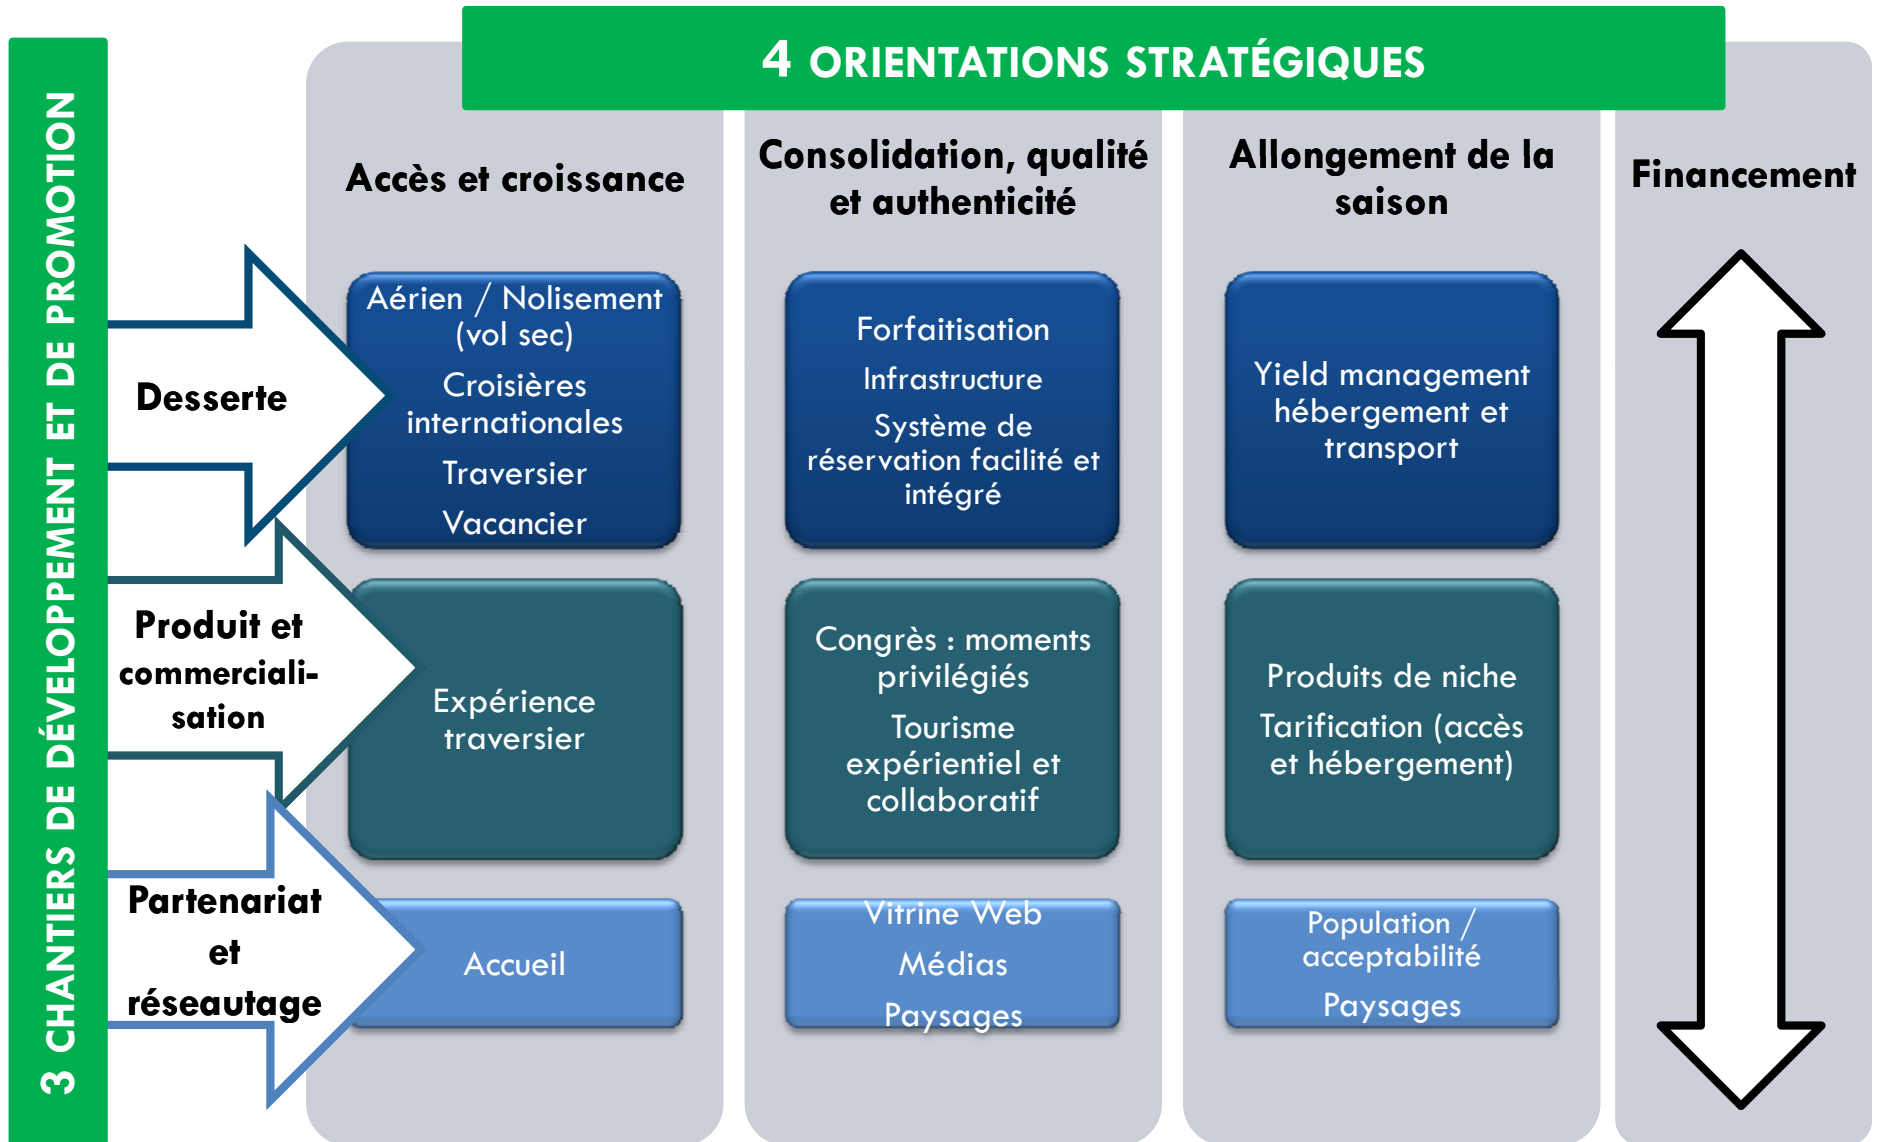 4 ORIENTATIONS STRATÉGIQUES
3 CHANTIERS DE DÉVELOPPEMENT ET DE PROMOTION
Accès et croissance
Consolidation, qualité
et authenticité
Allongement de la
saison
Financement
Desserte
Aérien / Nolisement
(vol sec)
Croisières
internationales
Traversier
Vacancier
Forfaitisation
Infrastructure
Système de
réservation facilité et
intégré
Yield management
hébergement et
transport
Produit et
commerciali-
sation
Expérience
traversier
Congrès : moments
privilégiés
Tourisme
expérientiel et
collaboratif
Produits de niche
Tarification (accès
et hébergement)
Partenariat
et
réseautage
Accueil
Vitrine Web
Médias
Paysages
Population /
acceptabilité
Paysages